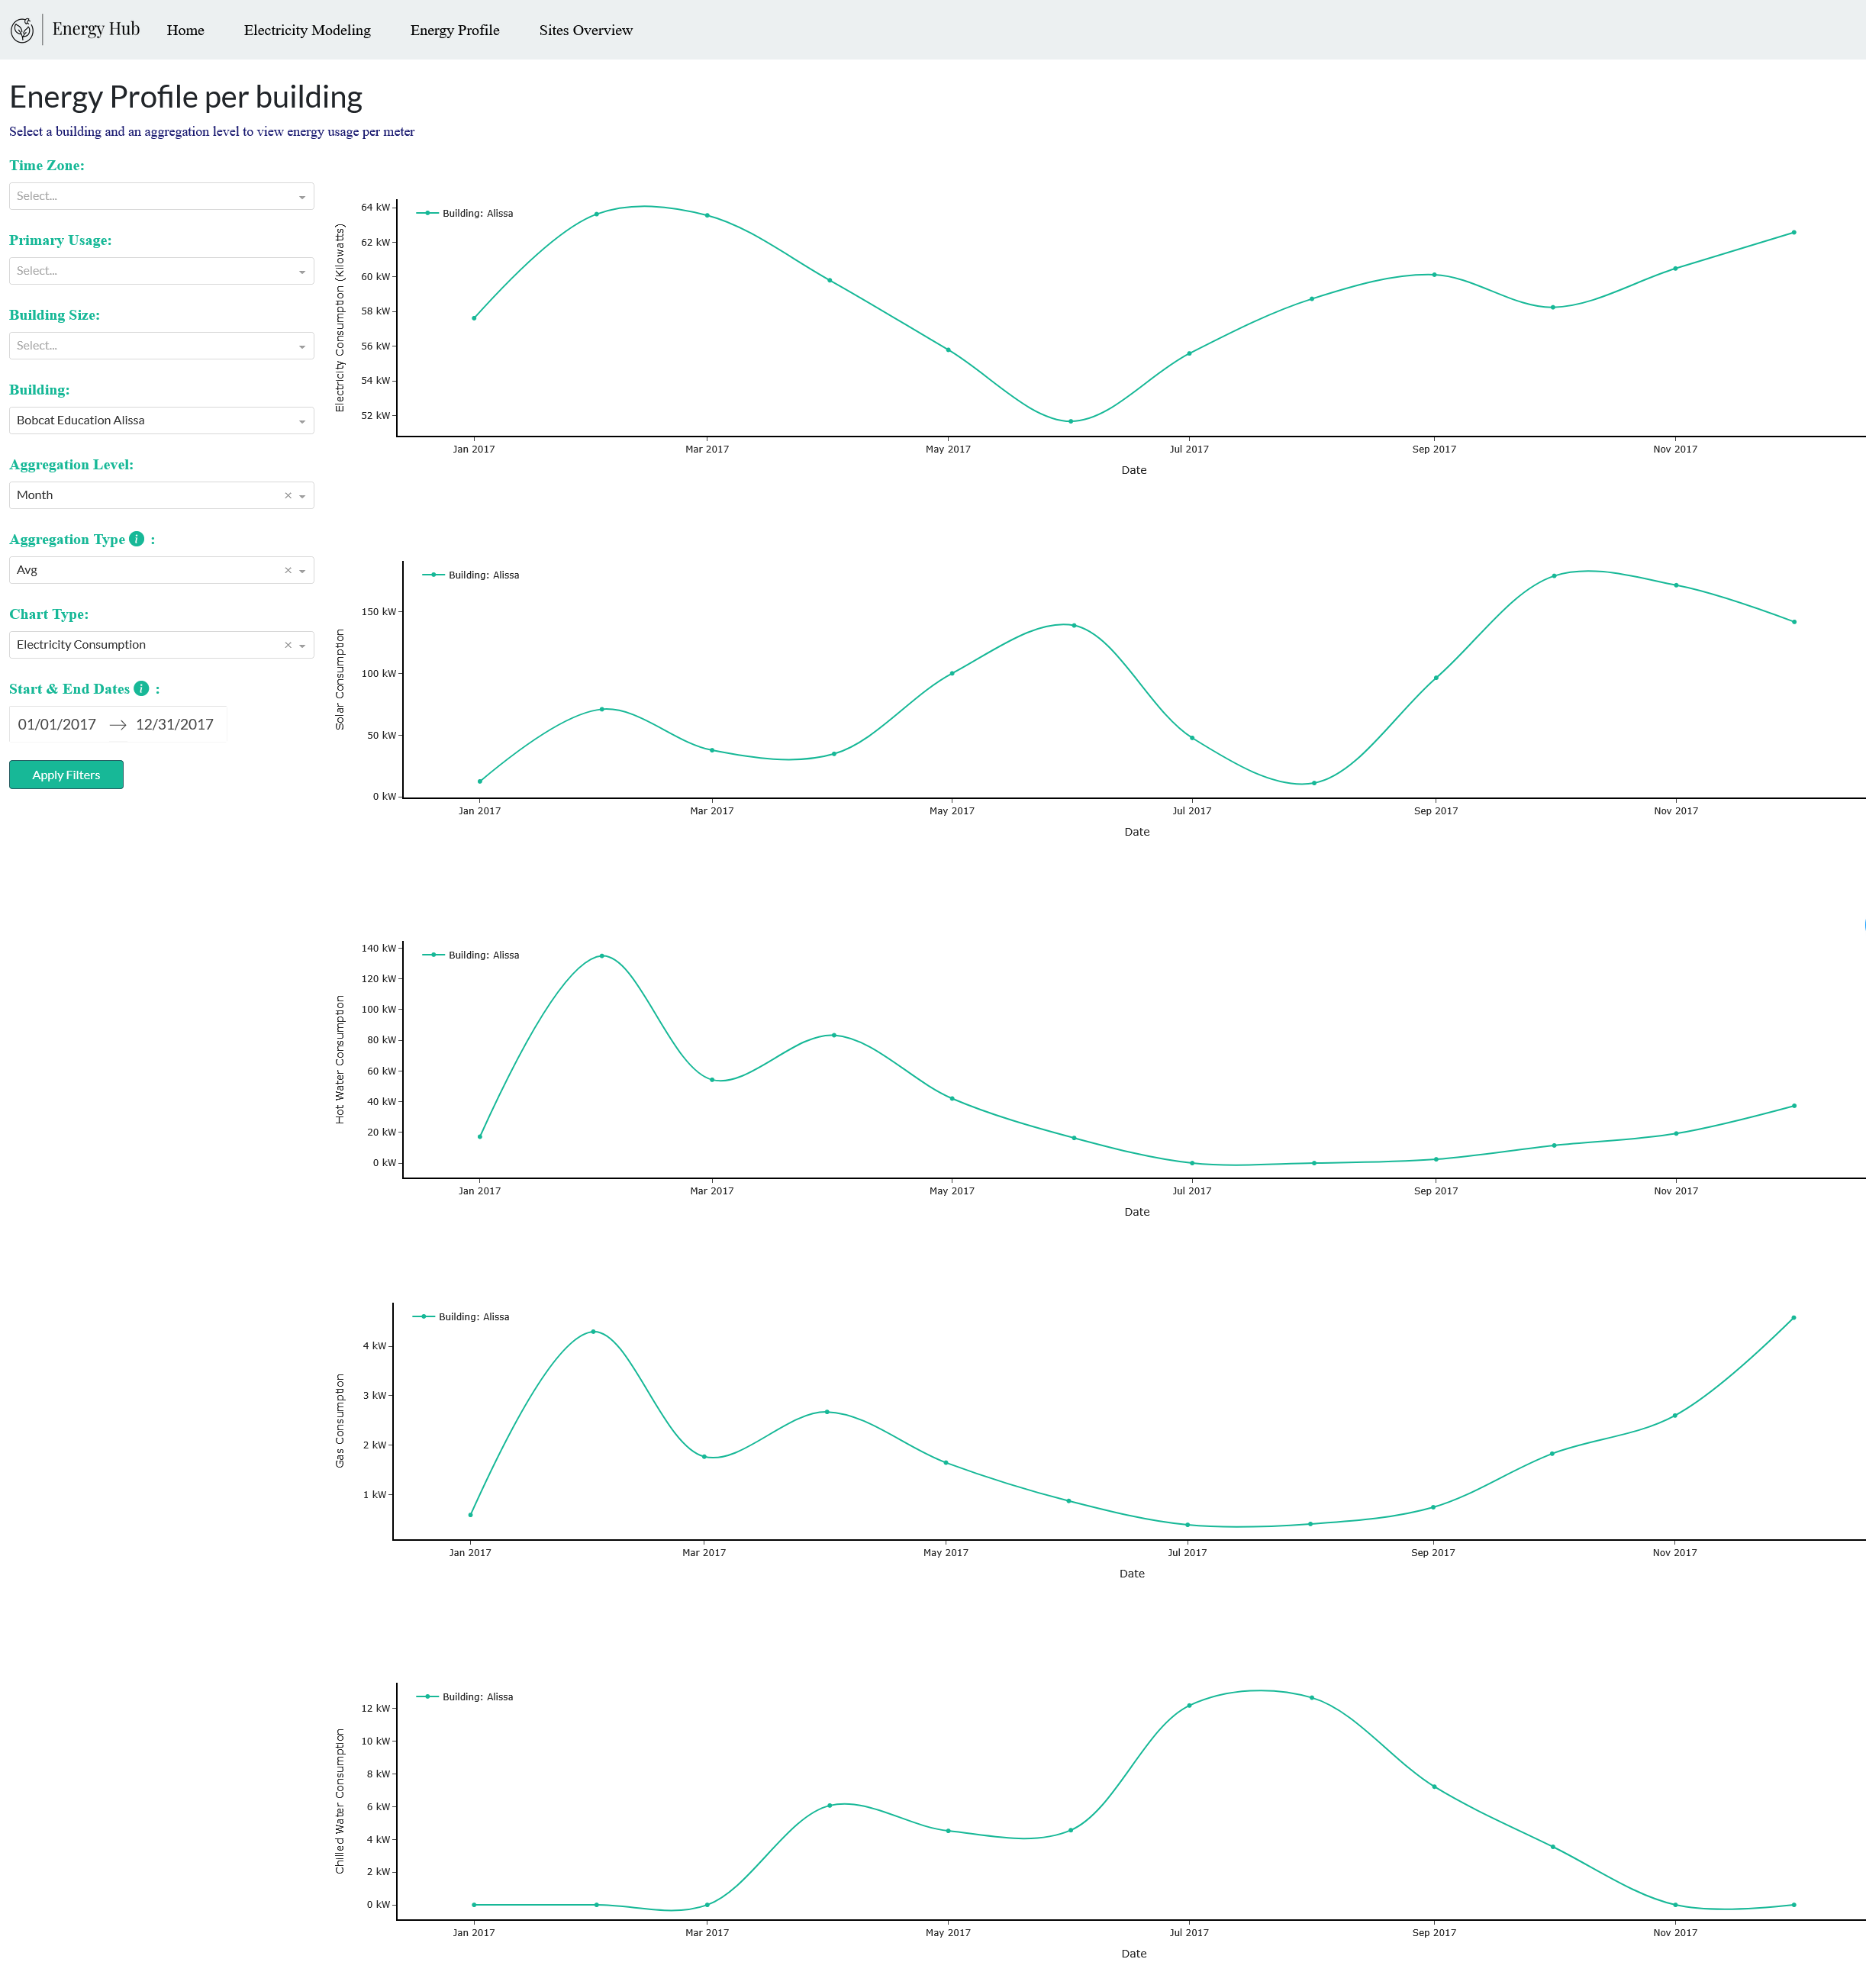 Energy Hub
Home
Electricity Modeling
Energy Profile
Sites Overview
Energy Profile per building
Select a building and an aggregation level to view energy usage per meter
Time Zone:
Select...
Primary Usage:
Select...
Building Size:
Select...
Building:
Bobcat Education Alissa
Aggregation Level:
Month
×
Aggregation Type i :
Avg
×
Chart Type:
Electricity Consumption
×
Start & End Dates i :
01/01/2017 → 12/31/2017
Apply Filters
Building: Alissa
Electricity Consumption (Kilowatts)
64 kW
62 kW
60 kW
58 kW
56 kW
54 kW
52 kW
Jan 2017 Mar 2017 May 2017 Jul 2017 Sep 2017 Nov 2017
Date
Building: Alissa
Solar Consumption
150 kW
100 kW
50 kW
0 kW
Jan 2017 Mar 2017 May 2017 Jul 2017 Sep 2017 Nov 2017
Date
Building: Alissa
Hot Water Consumption
140 kW
120 kW
100 kW
80 kW
60 kW
40 kW
20 kW
0 kW
Jan 2017 Mar 2017 May 2017 Jul 2017 Sep 2017 Nov 2017
Date
Building: Alissa
Gas Consumption
4 kW
3 kW
2 kW
1 kW
Jan 2017 Mar 2017 May 2017 Jul 2017 Sep 2017 Nov 2017
Date
Building: Alissa
Chilled Water Consumption
12 kW
10 kW
8 kW
6 kW
4 kW
2 kW
0 kW
Jan 2017 Mar 2017 May 2017 Jul 2017 Sep 2017 Nov 2017
Date